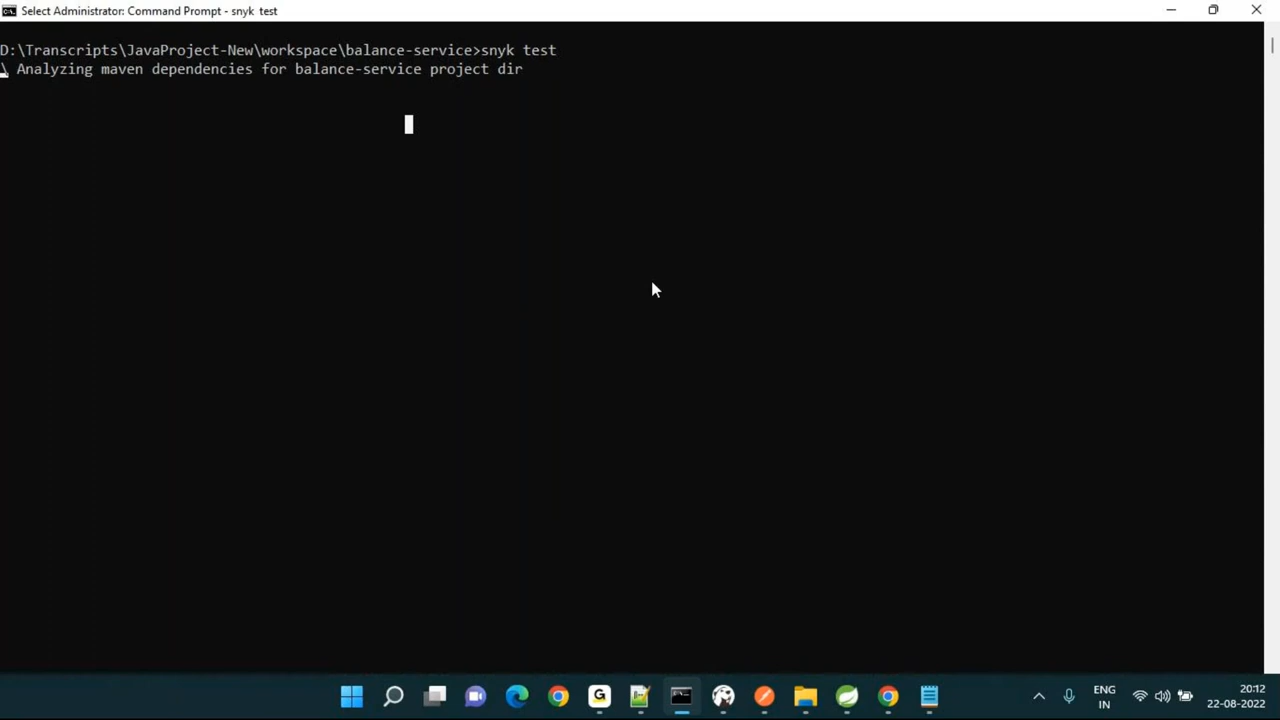 Select Administrator: Command Prompt - snyk  test
D:\Transcripts\JavaProject-New\workspace\balance-service>snyk test
\ Analyzing maven dependencies for balance-service project dir
G
ENG
IN
20:12
22-08-2022